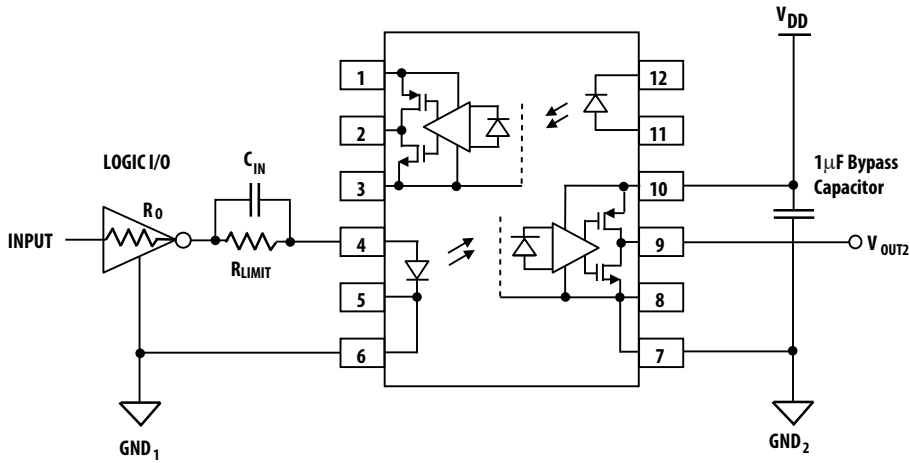 V_DD
1
12
2
11
LOGIC I/O
C_IN
3
10
1μF Bypass
Capacitor
R_O
INPUT
4
9
V_OUT2
R_LIMIT
5
8
6
7
GND_1
GND_2